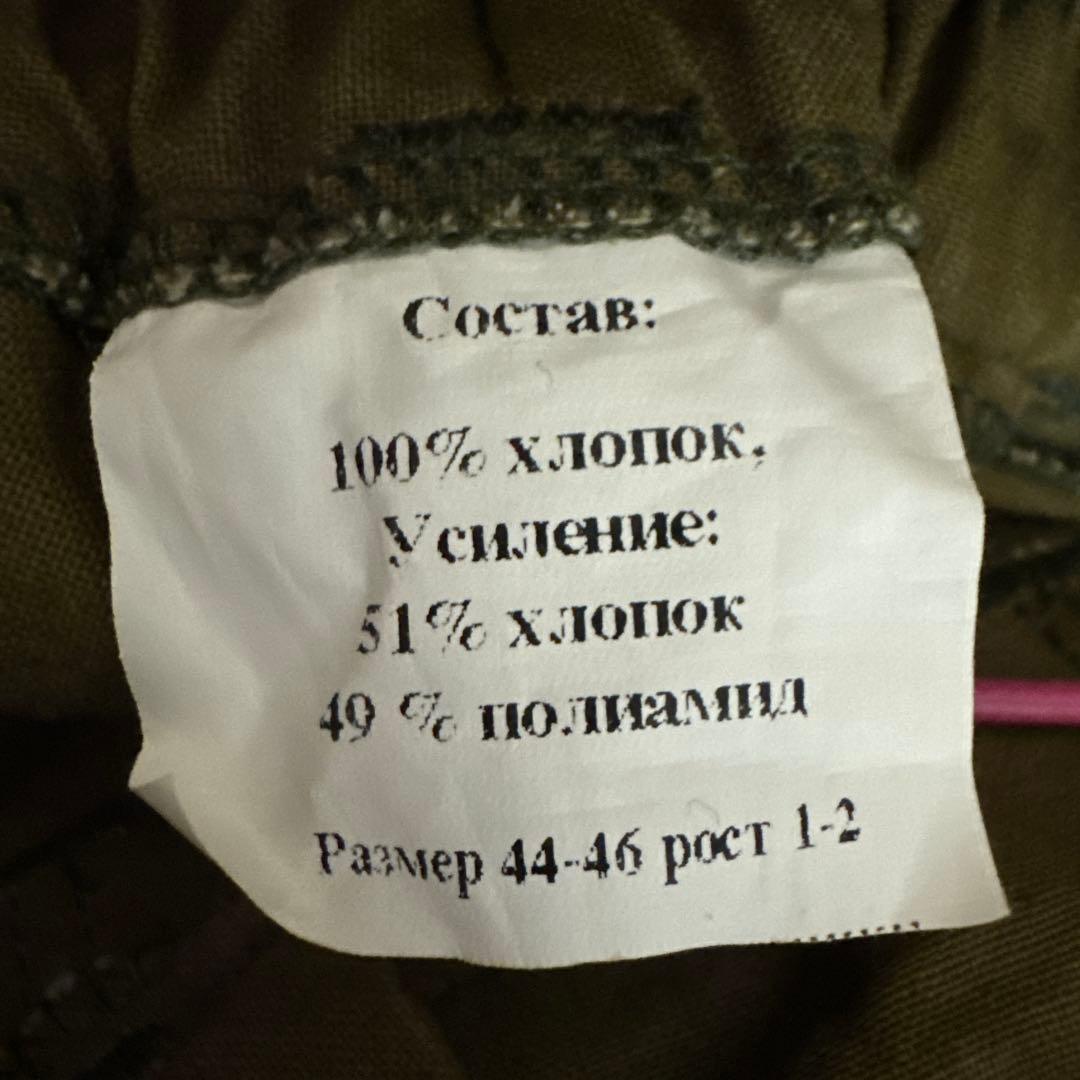 Состав:
100% хлопок,
Усиление:
51% хлопок
49 % полиамид
Размер 44-46 рост 1-2